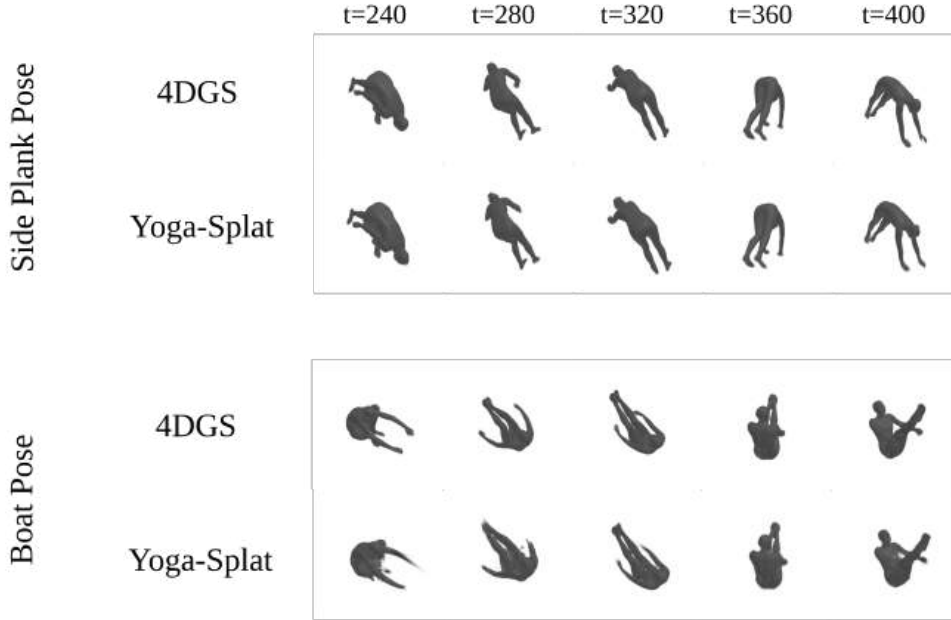 t=240 t=280 t=320 t=360 t=400
Side Plank Pose
4DGS
Yoga-Splat
Boat Pose
4DGS
Yoga-Splat